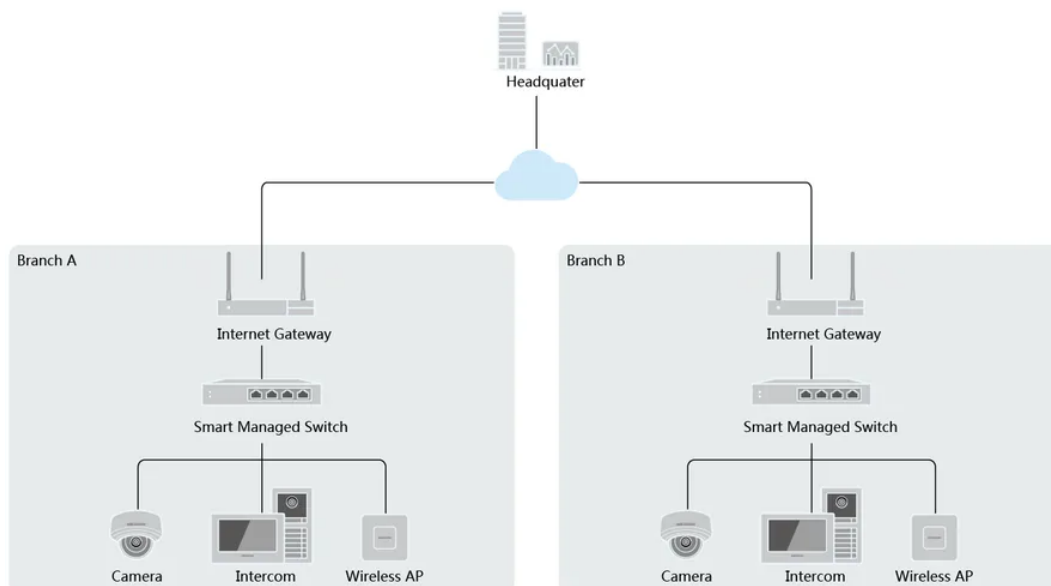 Headquater
Branch A
Branch B
Internet Gateway
Internet Gateway
Smart Managed Switch
Smart Managed Switch
Camera
Intercom
Wireless AP
Camera
Intercom
Wireless AP